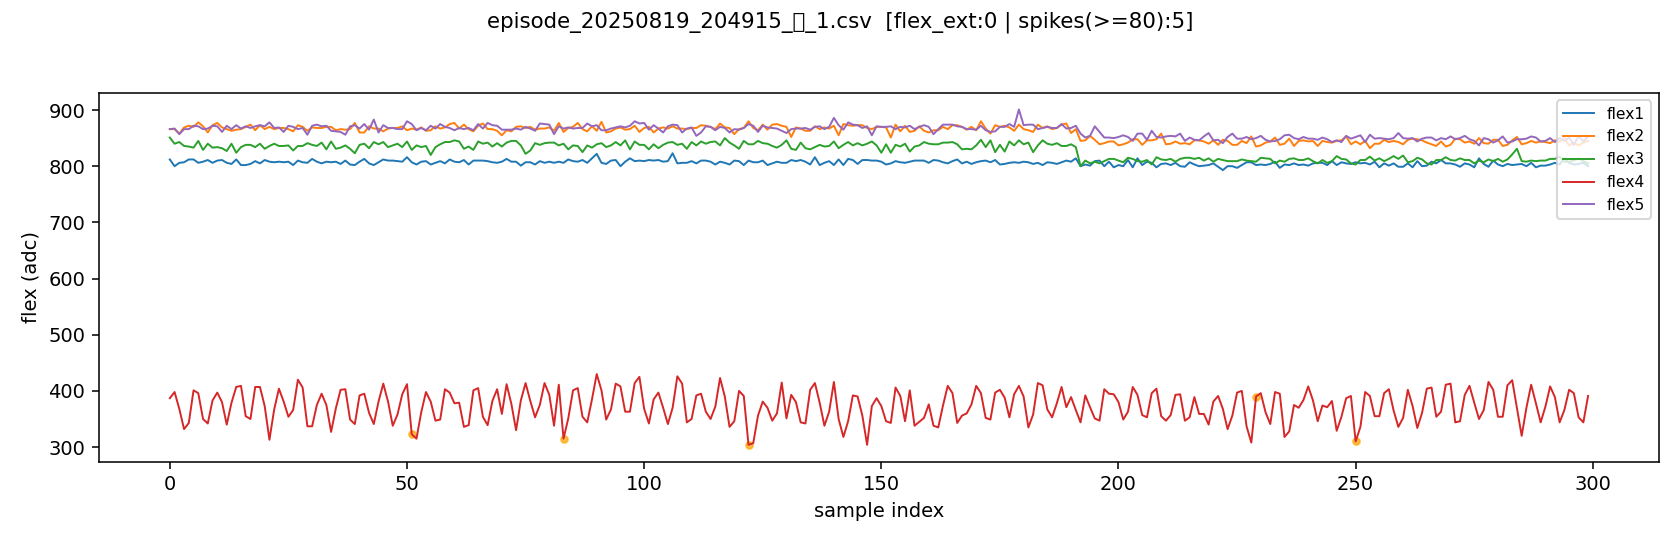 episode_20250819_204915_▯_1.csv  [flex_ext:0 | spikes(>=80):5]
900
800
700
600
500
400
300
flex (adc)
0 50 100 150 200 250 300
sample index
flex1
flex2
flex3
flex4
flex5